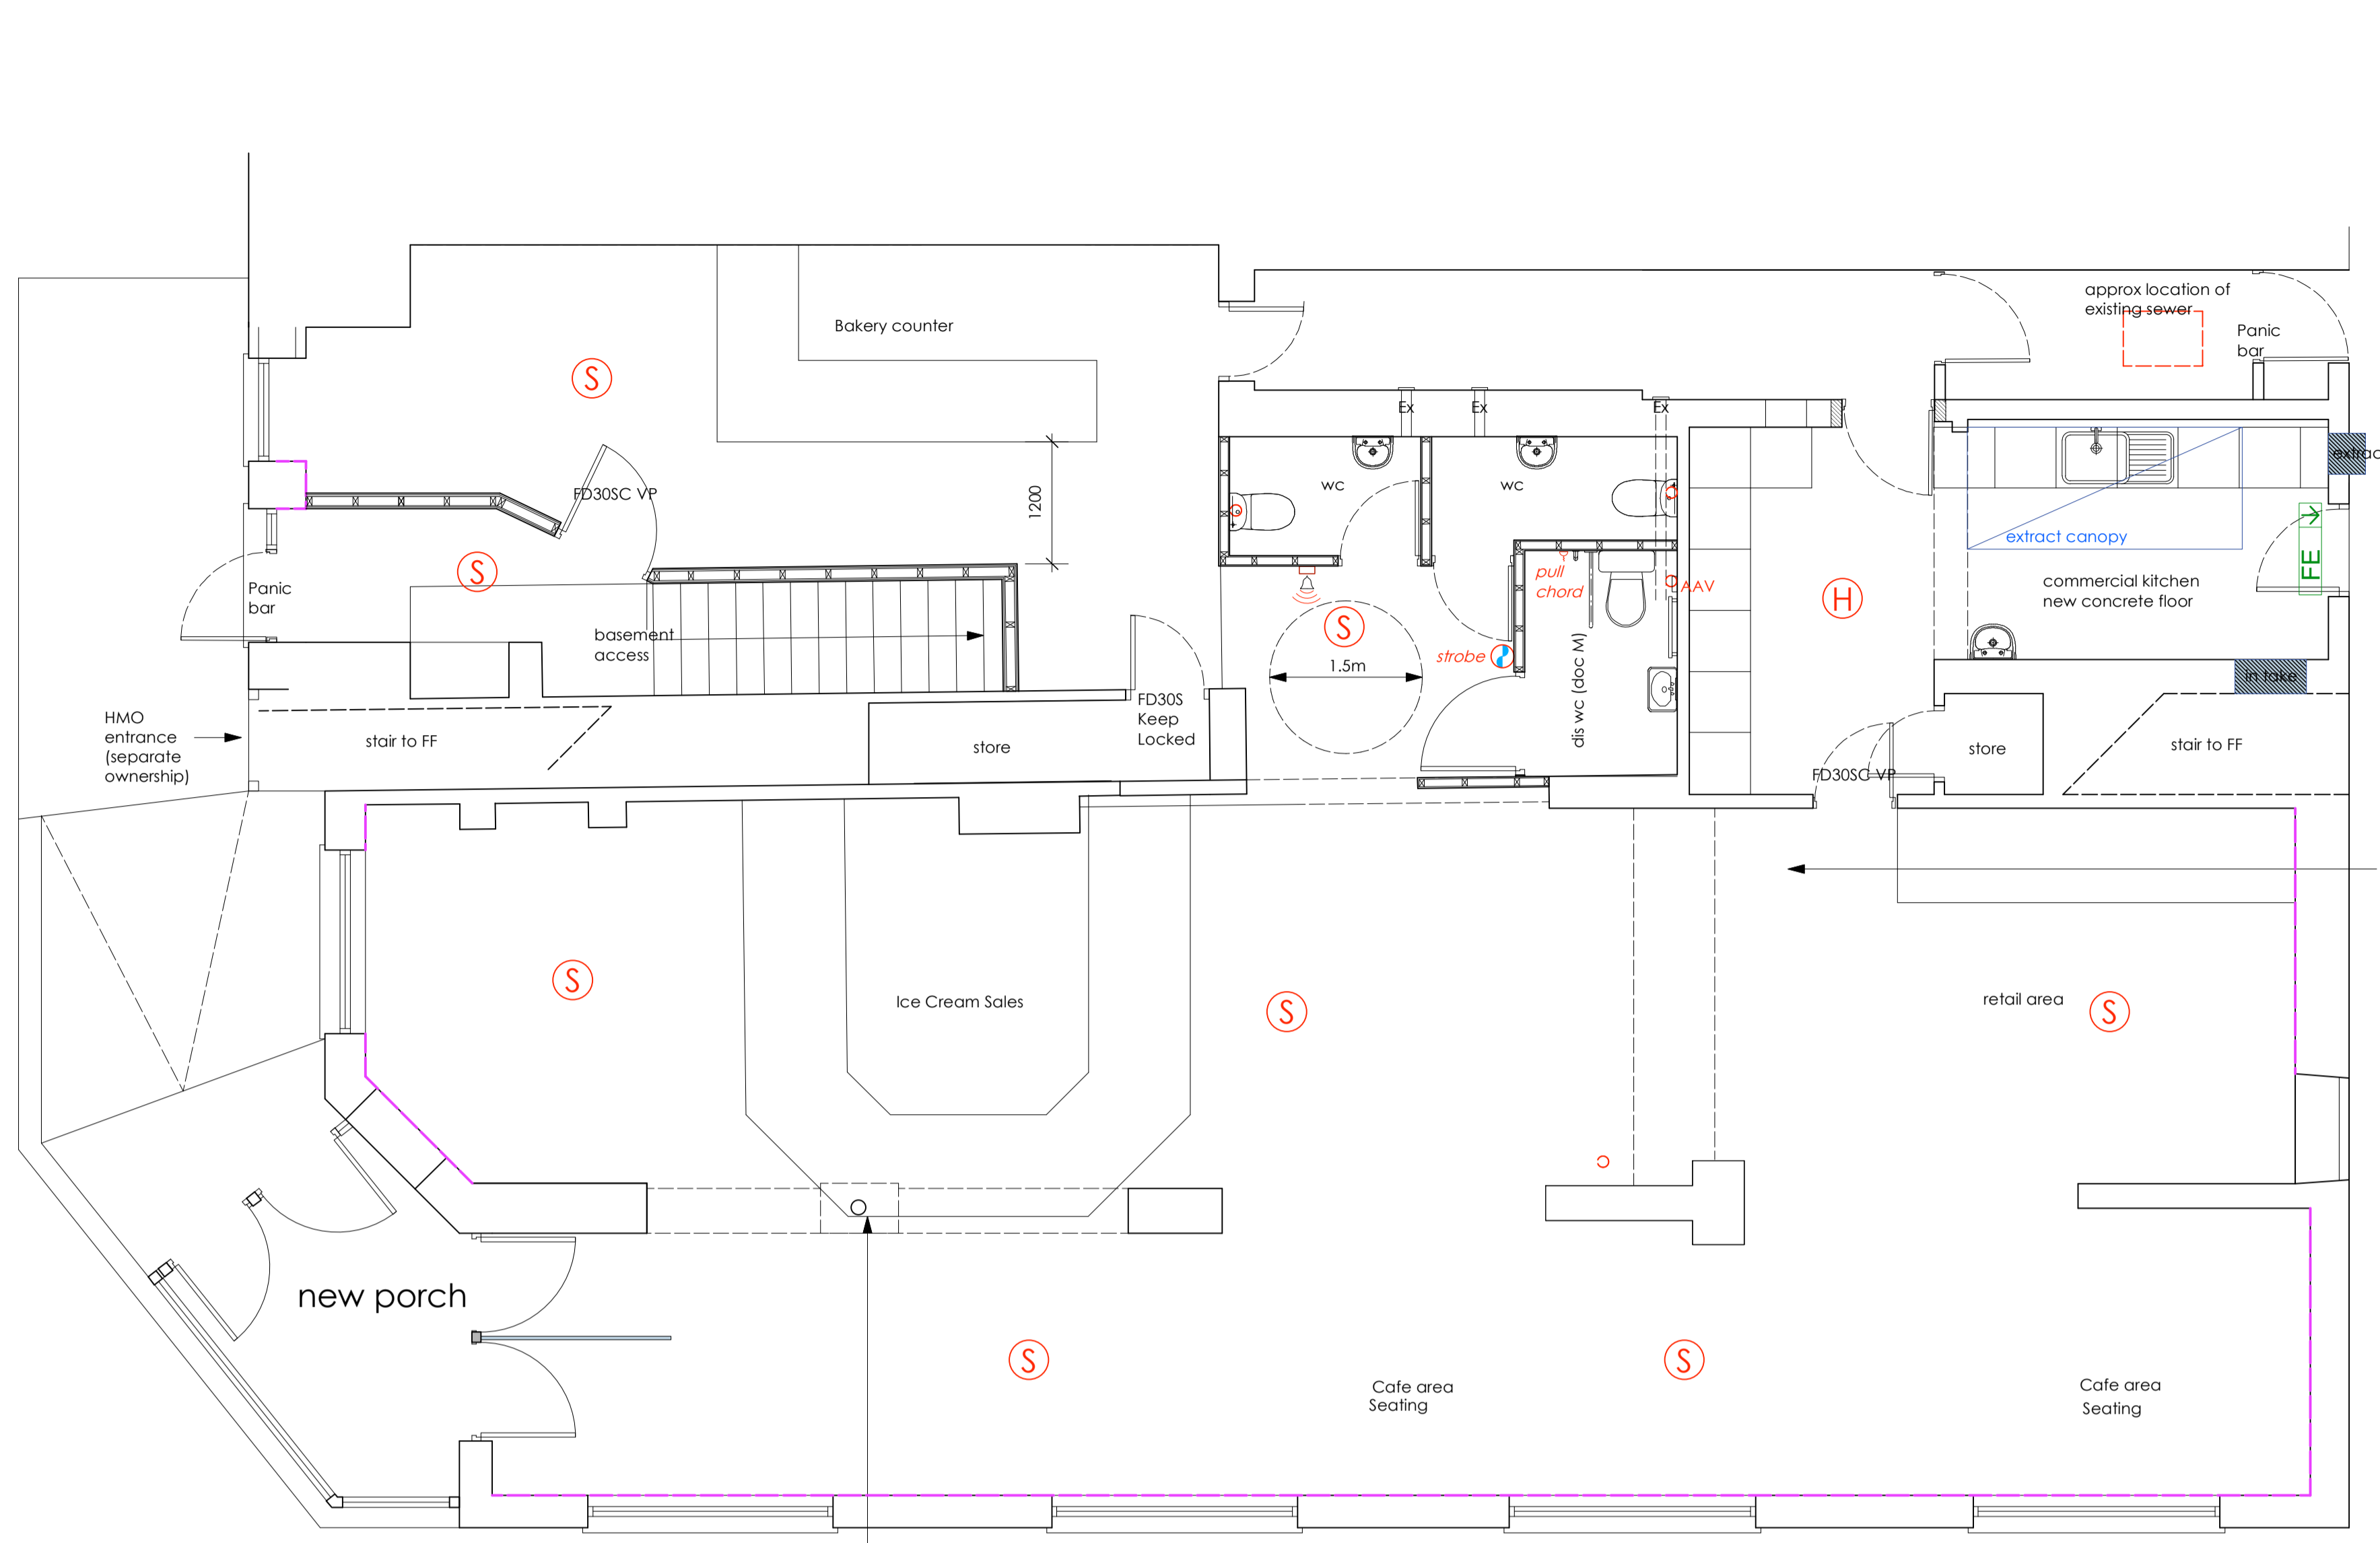 approx location of
existing sewer
Panic
bar
Bakery counter
S
Ex
Ex
Ex
extrac
FD30SC VP
1200
wc
wc
extract canopy
FE
S
Panic
bar
pull
chord
AAV
H
commercial kitchen
new concrete floor
basement
access
S
strobe
1.5m
dis wc (doc M)
in take
HMO
entrance
(separate
ownership)
stair to FF
store
FD30S
Keep
Locked
store
stair to FF
FD30SC VP
S
Ice Cream Sales
S
retail area
S
new porch
S
S
Cafe area
Seating
Cafe area
Seating